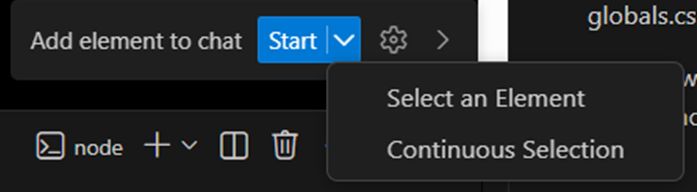 globals.cs
Add element to chat Start
Select an Element
node
Continuous Selection